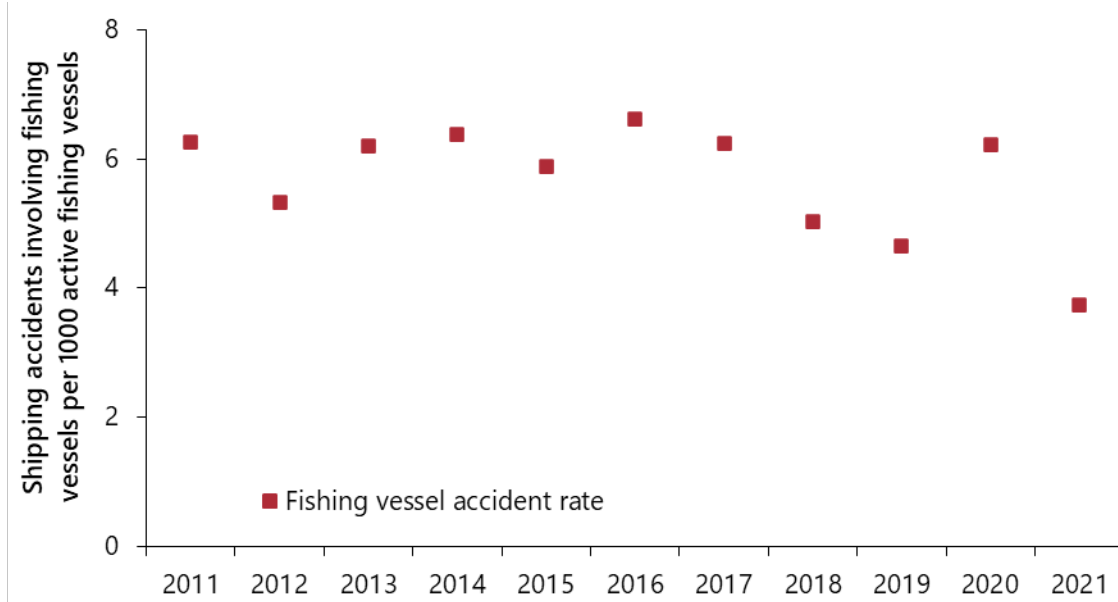 Shipping accidents involving fishing
vessels per 1000 active fishing vessels
8
6
4
2
0
Fishing vessel accident rate
2011 2012 2013 2014 2015 2016 2017 2018 2019 2020 2021